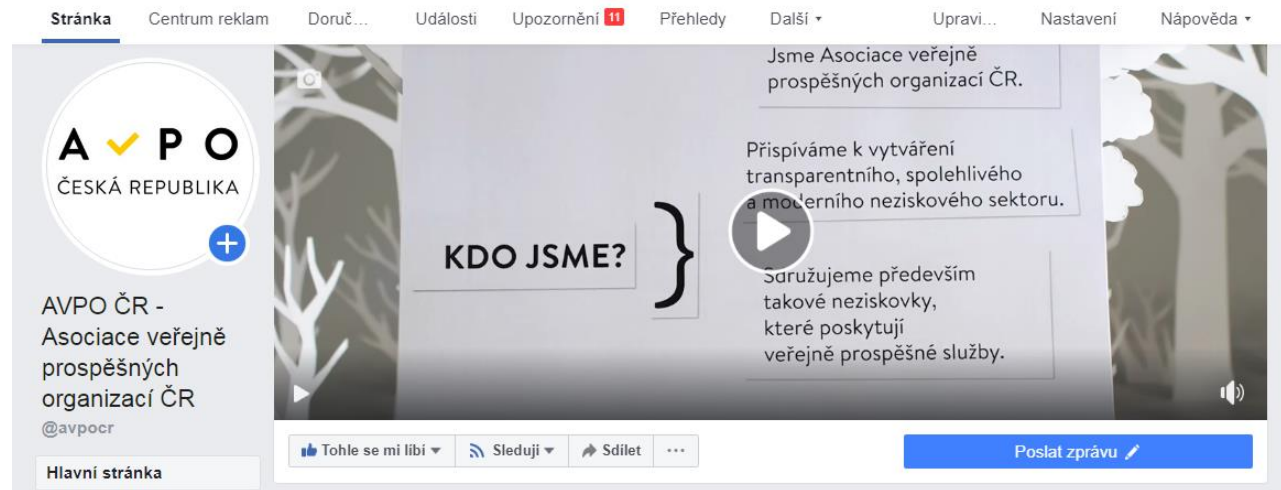 Stránka
Centrum reklam
Doruč...
Události
Upozornění 11
Přehledy
Další
Upravi...
Nastavení
Nápověda
A PO
ČESKÁ REPUBLIKA
AVPO ČR -
Asociace veřejně
prospěšných
organizací ČR
@avpocr
Hlavní stránka
KDO JSME?
}
Jsme Asociace veřejně
prospěšných organizací ČR.
Přispíváme k vytváření
transparentního, spolehlivého
a moderního neziskového sektoru.
Sdružujeme především
takové neziskovky,
které poskytují
veřejně prospěšné služby.
Tohle se mi líbí
Sleduji
Sdílet
...
Poslat zprávu